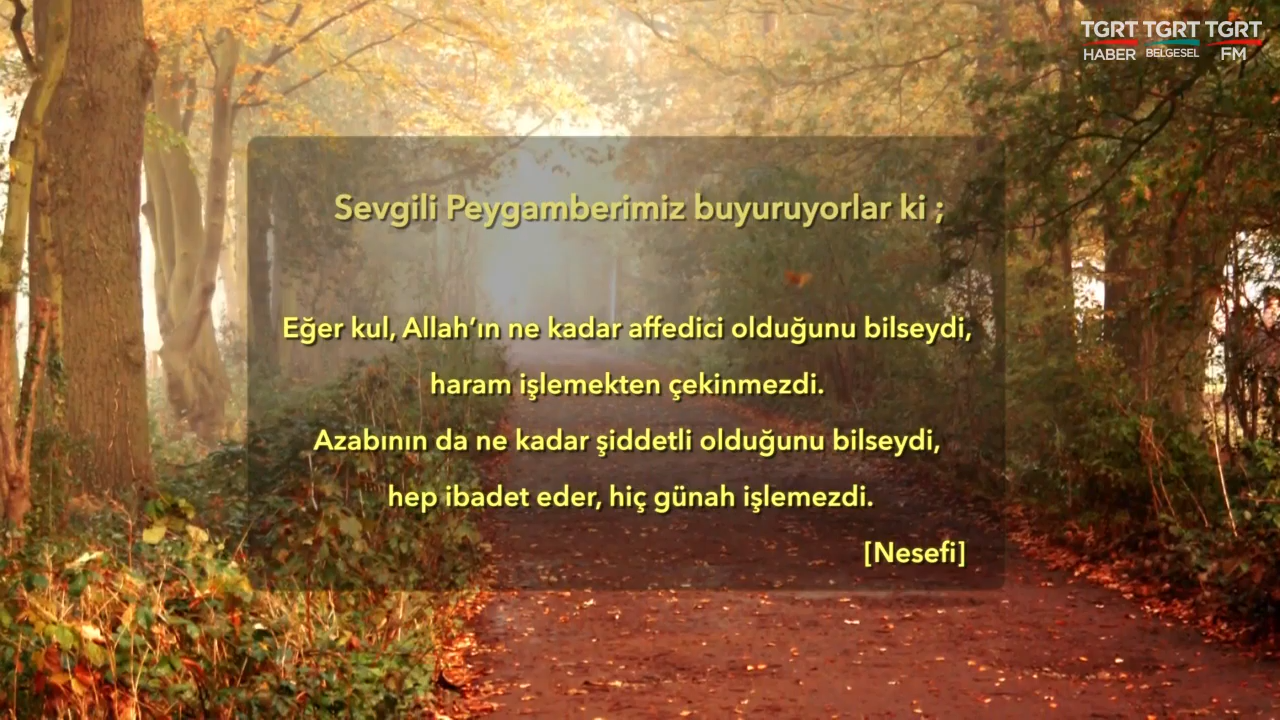 TGRT TGRT TGRT
HABER BELGESEL FM
Sevgili Peygamberimiz buyuruyorlar ki ;
Eğer kul, Allah’ın ne kadar affedici olduğunu bilseydi,
haram işlemekten çekinmezdi.
Azabının da ne kadar şiddetli olduğunu bilseydi,
hep ibadet eder, hiç günah işlemezdi.
[Nesefi]